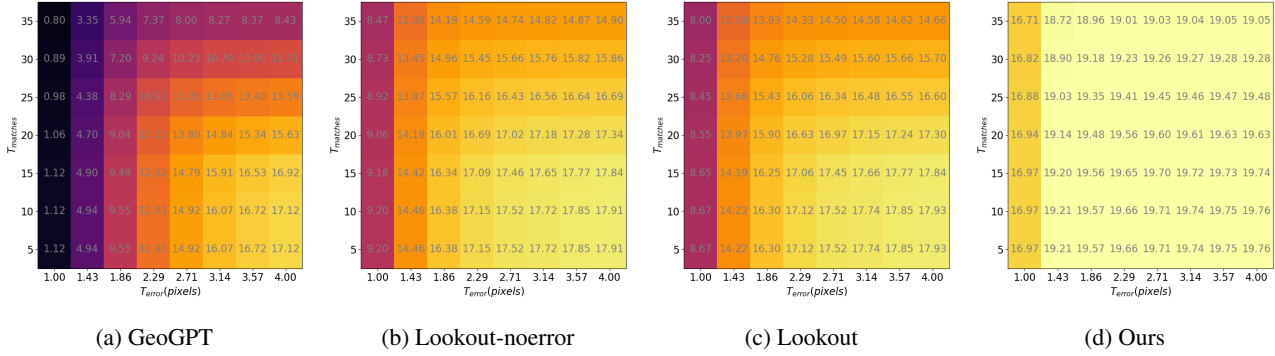 35 0.80 3.35 5.94 7.37 8.00 8.27 8.37 8.43
30 0.89 3.91 7.20 9.24 10.23 10.70 10.90 11.01
25 0.98 4.38 8.29 13.05 13.40 13.59
20 1.06 4.70 9.04 13.89 14.84 15.34 15.63
15 1.12 4.90 9.49 12.82 14.79 15.91 16.53 16.92
10 1.12 4.94 9.55 12.93 14.92 16.07 16.72 17.12
5 1.12 4.94 9.55 12.93 14.92 16.07 16.72 17.12
T_matches
1.00 1.43 1.86 2.29 2.71 3.14 3.57 4.00
T_error(pixels)
(a) GeoGPT
35 8.47 14.19 14.59 14.74 14.82 14.87 14.90
30 8.73 13.45 14.96 15.45 15.66 15.76 15.82 15.86
25 8.92 13.87 15.57 16.16 16.43 16.56 16.64 16.69
20 9.06 14.19 16.01 16.69 17.02 17.18 17.28 17.34
15 9.18 14.42 16.34 17.09 17.46 17.65 17.77 17.84
10 9.20 14.46 16.38 17.15 17.52 17.72 17.85 17.91
5 9.20 14.46 16.38 17.15 17.52 17.72 17.85 17.91
T_matches
1.00 1.43 1.86 2.29 2.71 3.14 3.57 4.00
T_error(pixels)
(b) Lookout-noerror
35 8.00 13.93 14.33 14.50 14.58 14.62 14.66
30 8.25 13.20 14.76 15.28 15.49 15.60 15.66 15.70
25 8.45 13.66 15.43 16.06 16.34 16.48 16.55 16.60
20 8.55 13.97 15.90 16.63 16.97 17.15 17.24 17.30
15 8.65 14.19 16.25 17.06 17.45 17.66 17.77 17.84
10 8.67 14.22 16.30 17.12 17.52 17.74 17.85 17.93
5 8.67 14.22 16.30 17.12 17.52 17.74 17.85 17.93
T_matches
1.00 1.43 1.86 2.29 2.71 3.14 3.57 4.00
T_error(pixels)
(c) Lookout
35 16.71 18.72 18.96 19.01 19.03 19.04 19.05 19.05
30 16.82 18.90 19.18 19.23 19.26 19.27 19.28 19.28
25 16.88 19.03 19.35 19.41 19.45 19.46 19.47 19.48
20 16.94 19.14 19.48 19.56 19.60 19.61 19.63 19.63
15 16.97 19.20 19.56 19.65 19.70 19.72 19.73 19.74
10 16.97 19.21 19.57 19.66 19.71 19.74 19.75 19.76
5 16.97 19.21 19.57 19.66 19.71 19.74 19.75 19.76
T_matches
1.00 1.43 1.86 2.29 2.71 3.14 3.57 4.00
T_error(pixels)
(d) Ours